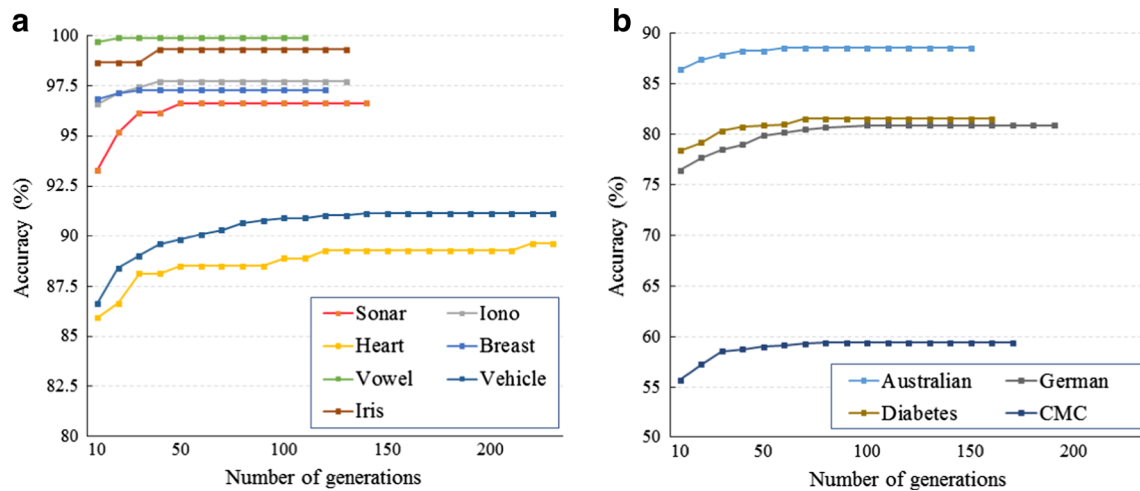 a
100
97.5
95
92.5
90
87.5
85
82.5
80
Accuracy (%)
10 50 100 150 200
Number of generations
Sonar Iono
Heart Breast
Vowel Vehicle
Iris
b
90
85
80
75
70
65
60
55
50
Accuracy (%)
10 50 100 150 200
Number of generations
Australian German
Diabetes CMC